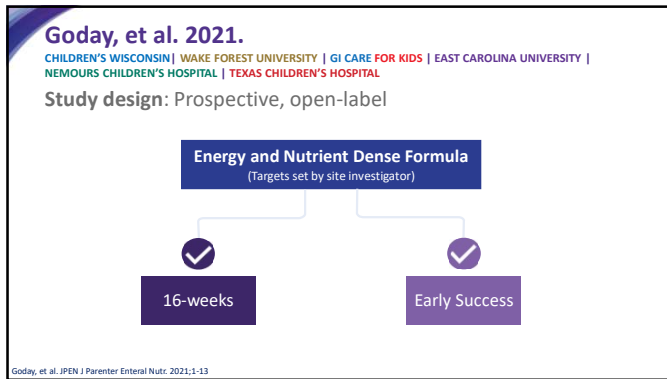 Goday, et al. 2021.
CHILDREN'S WISCONSIN| WAKE FOREST UNIVERSITY | GI CARE FOR KIDS | EAST CAROLINA UNIVERSITY |
NEMOURS CHILDREN'S HOSPITAL | TEXAS CHILDREN'S HOSPITAL
Study design: Prospective, open-label
Energy and Nutrient Dense Formula
(Targets set by site investigator)
16-weeks
Early Success
Goday, et al. JPEN J Parenter Enteral Nutr. 2021;1-13